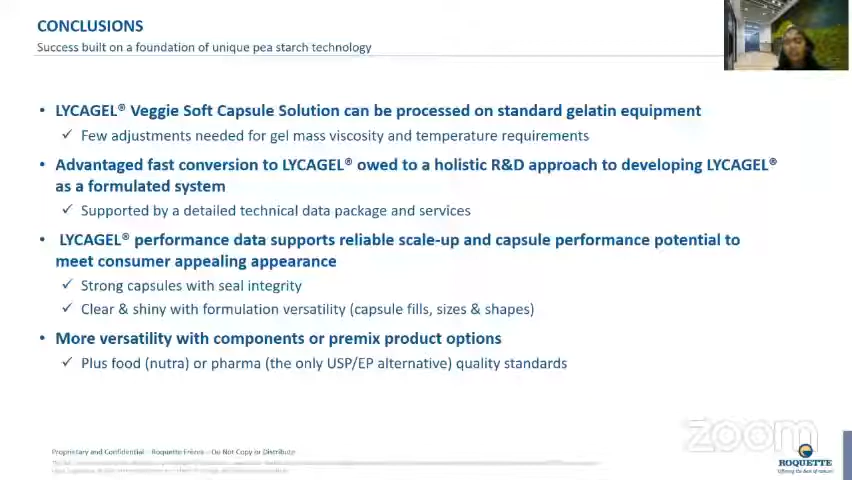 CONCLUSIONS
Success built on a foundation of unique pea starch technology
• LYCAGEL® Veggie Soft Capsule Solution can be processed on standard gelatin equipment
✓ Few adjustments needed for gel mass viscosity and temperature requirements
• Advantaged fast conversion to LYCAGEL® owed to a holistic R&D approach to developing LYCAGEL®
as a formulated system
✓ Supported by a detailed technical data package and services
• LYCAGEL® performance data supports reliable scale-up and capsule performance potential to
meet consumer appealing appearance
✓ Strong capsules with seal integrity
✓ Clear & shiny with formulation versatility (capsule fills, sizes & shapes)
• More versatility with components or premix product options
✓ Plus food (nutra) or pharma (the only USP/EP alternative) quality standards
zoom
Proprietary and Confidential – Roquette Frères – Do Not Copy or Distribute
ROQUETTE
Offering the best of nature™